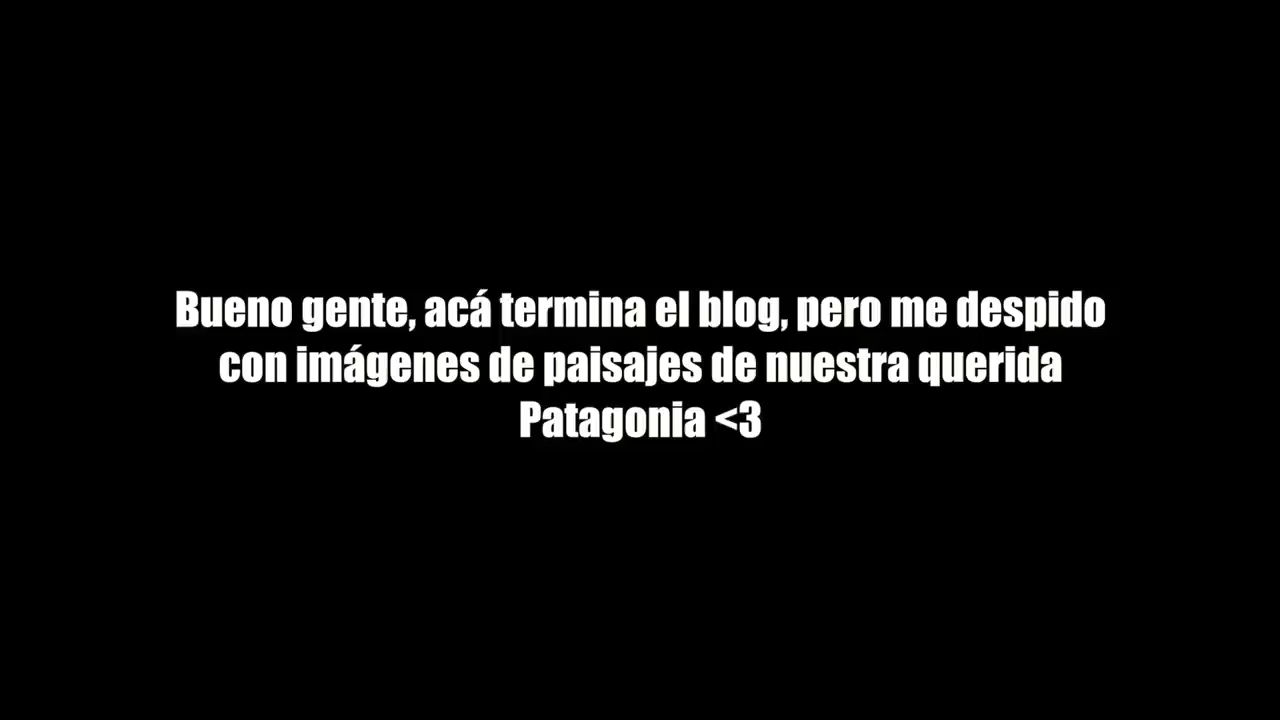 Bueno gente, acá termina el blog, pero me despido
con imágenes de paisajes de nuestra querida
Patagonia <3